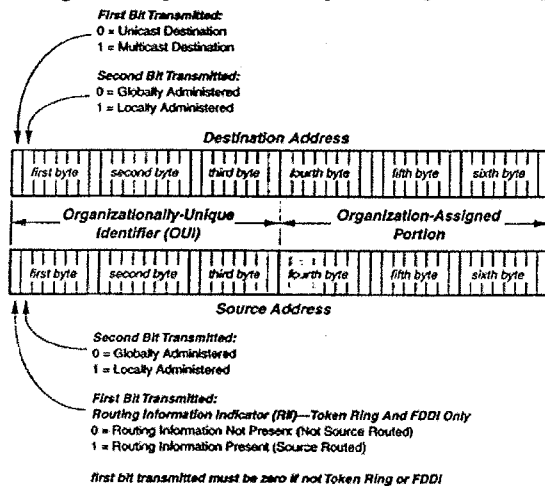 First Bit Transmitted:
0 = Unicast Destination
1 = Multicast Destination
Second Bit Transmitted:
0 = Globally Administered
1 = Locally Administered
Destination Address
first byte second byte third byte fourth byte fifth byte sixth byte
Organizationally-Unique Identifier (OUI)
Organization-Assigned Portion
first byte second byte third byte fourth byte fifth byte sixth byte
Source Address
Second Bit Transmitted:
0 = Globally Administered
1 = Locally Administered
First Bit Transmitted:
Routing Information Indicator (RII)—Token Ring And FDDI Only
0 = Routing Information Not Present (Not Source Routed)
1 = Routing Information Present (Source Routed)
first bit transmitted must be zero if not Token Ring or FDDI